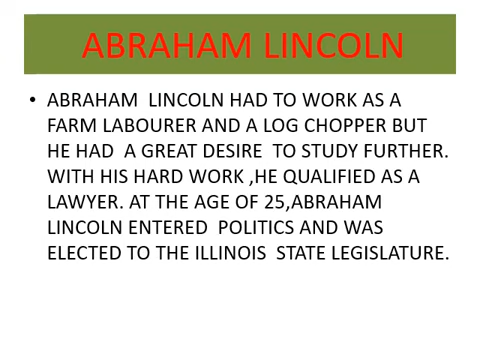 ABRAHAM LINCOLN
• ABRAHAM LINCOLN HAD TO WORK AS A
FARM LABOURER AND A LOG CHOPPER BUT
HE HAD A GREAT DESIRE TO STUDY FURTHER.
WITH HIS HARD WORK ,HE QUALIFIED AS A
LAWYER. AT THE AGE OF 25,ABRAHAM
LINCOLN ENTERED POLITICS AND WAS
ELECTED TO THE ILLINOIS STATE LEGISLATURE.